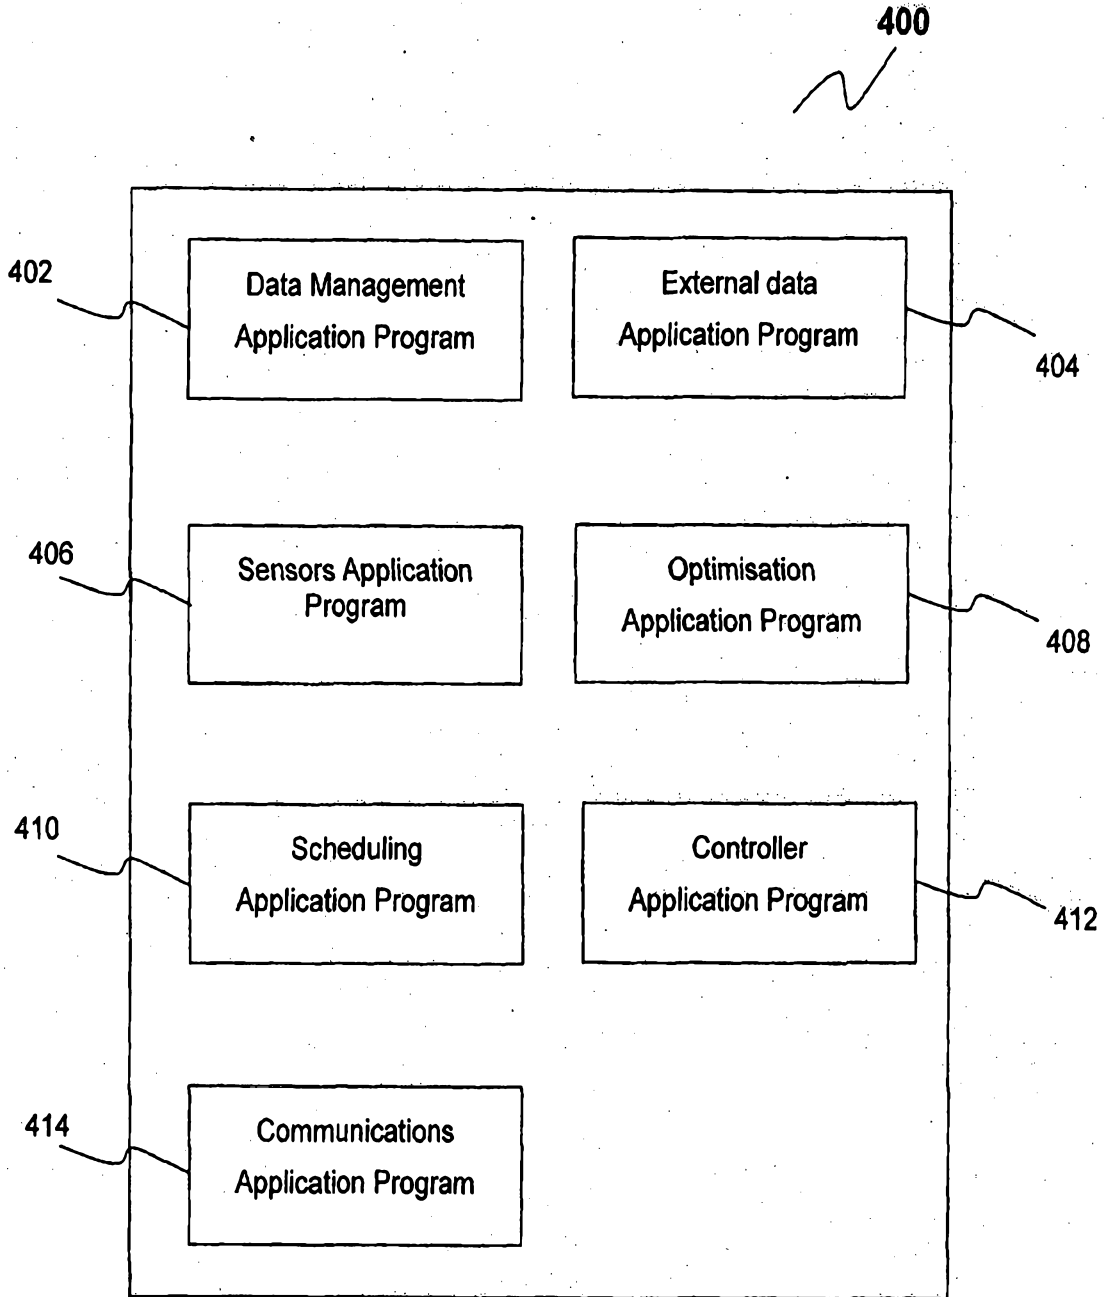 400
402
Data Management
Application Program
External data
Application Program
404
406
Sensors Application
Program
Optimisation
Application Program
408
410
Scheduling
Application Program
Controller
Application Program
412
414
Communications
Application Program